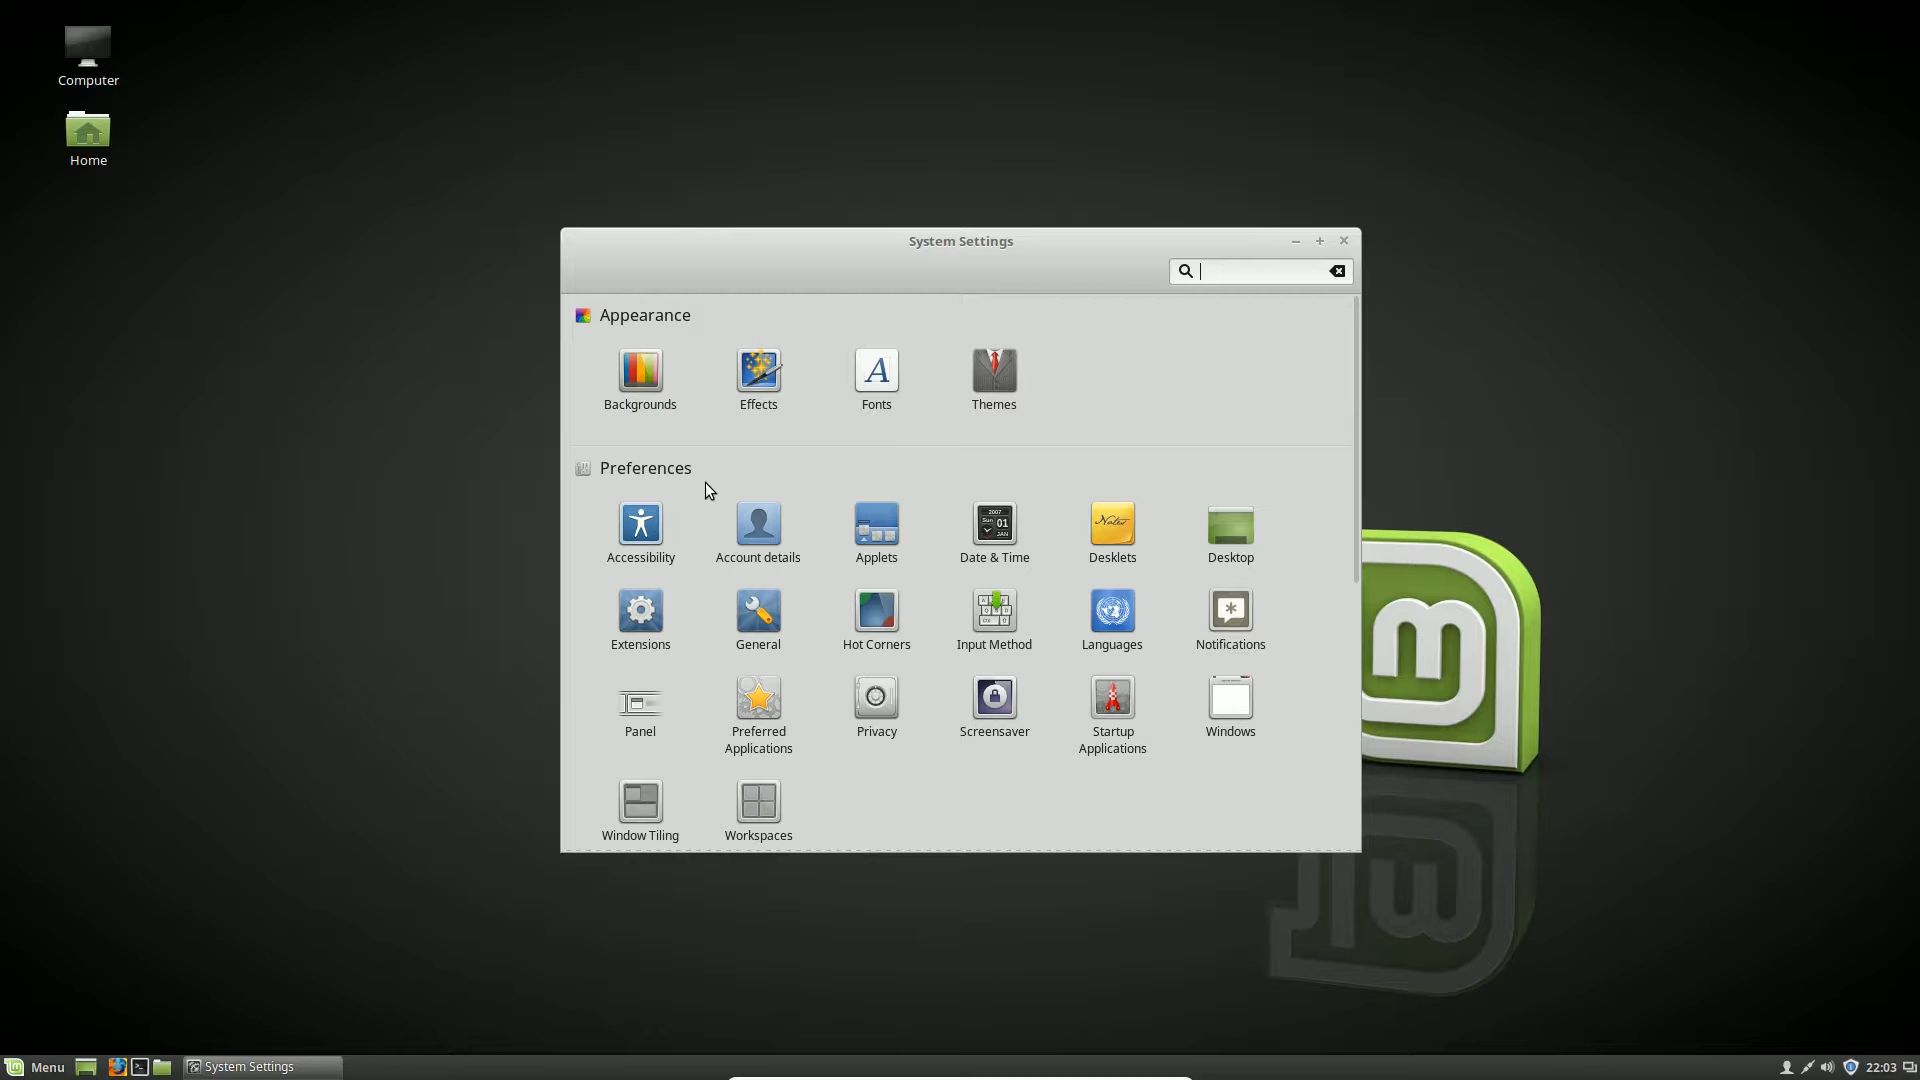 Computer
Home
System Settings
Appearance
Backgrounds
Effects
Fonts
Themes
Preferences
Accessibility
Account details
Applets
Date & Time
Desklets
Desktop
Extensions
General
Hot Corners
Input Method
Languages
Notifications
Panel
Preferred
Applications
Privacy
Screensaver
Startup
Applications
Windows
Window Tiling
Workspaces
Menu
System Settings
22:03